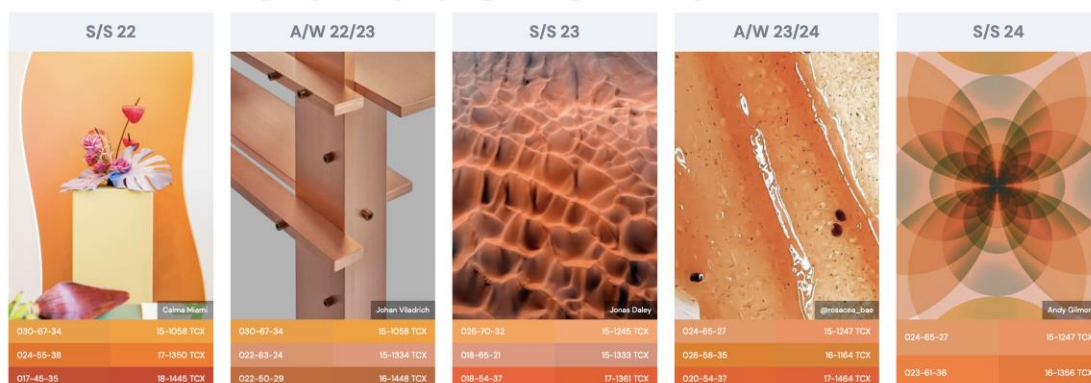 S/S 22
A/W 22/23
S/S 23
A/W 23/24
S/S 24
Calma Miami
Johan Viladrich
Jonas Daley
@rosacea_bae
Andy Gilmore
030-67-34 15-1058 TCX
024-55-38 17-1350 TCX
017-45-35 18-1445 TCX
030-67-34 15-1058 TCX
022-63-24 15-1334 TCX
022-50-29 16-1448 TCX
026-70-32 15-1245 TCX
018-65-21 15-1333 TCX
018-54-37 17-1361 TCX
024-65-27 15-1247 TCX
026-58-35 16-1164 TCX
020-54-37 17-1464 TCX
024-65-27 15-1247 TCX
023-61-36 16-1356 TCX